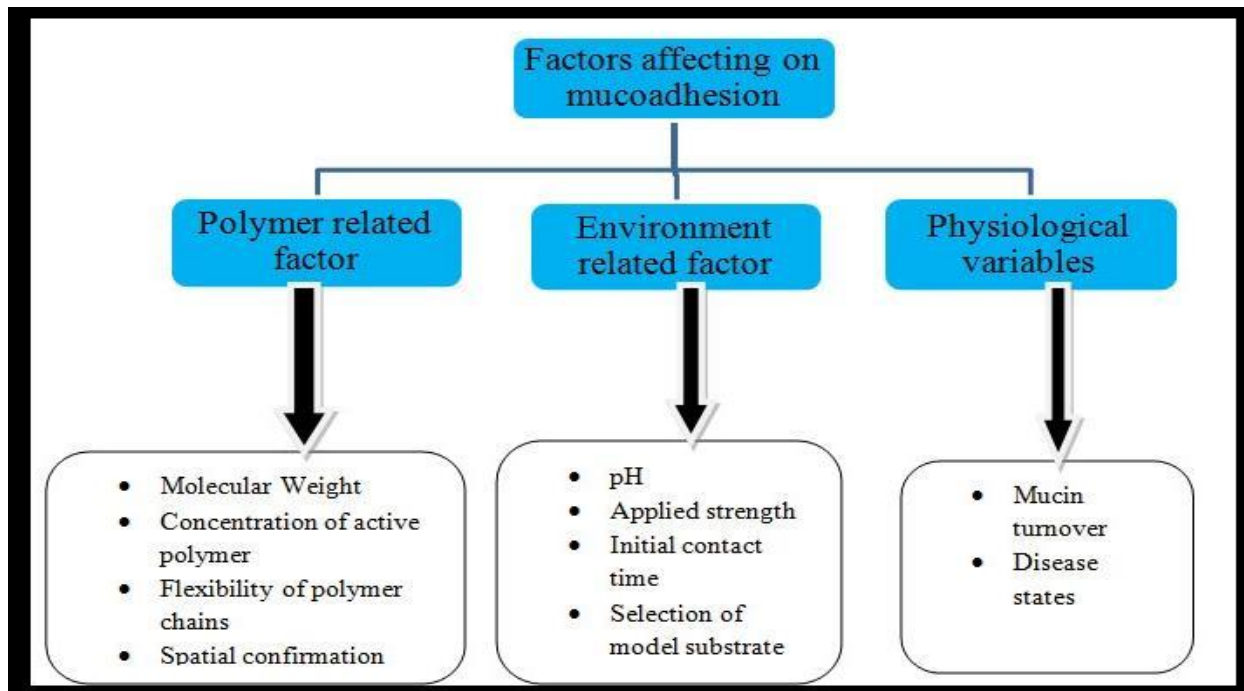 Factors affecting on
mucoadhesion
Polymer related
factor
Environment
related factor
Physiological
variables
• Molecular Weight
• Concentration of active
polymer
• Flexibility of polymer
chains
• Spatial confirmation
• pH
• Applied strength
• Initial contact
time
• Selection of
model substrate
• Mucin
turnover
• Disease
states